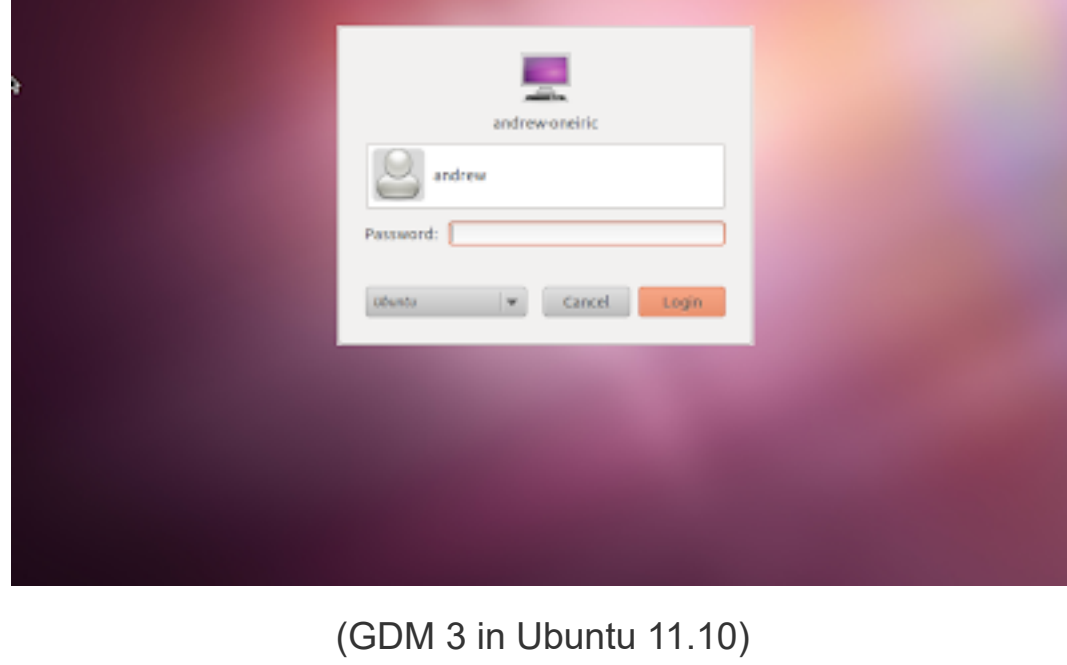 andrew-oneiric
andrew
Password:
Ubuntu
Cancel
Login
(GDM 3 in Ubuntu 11.10)